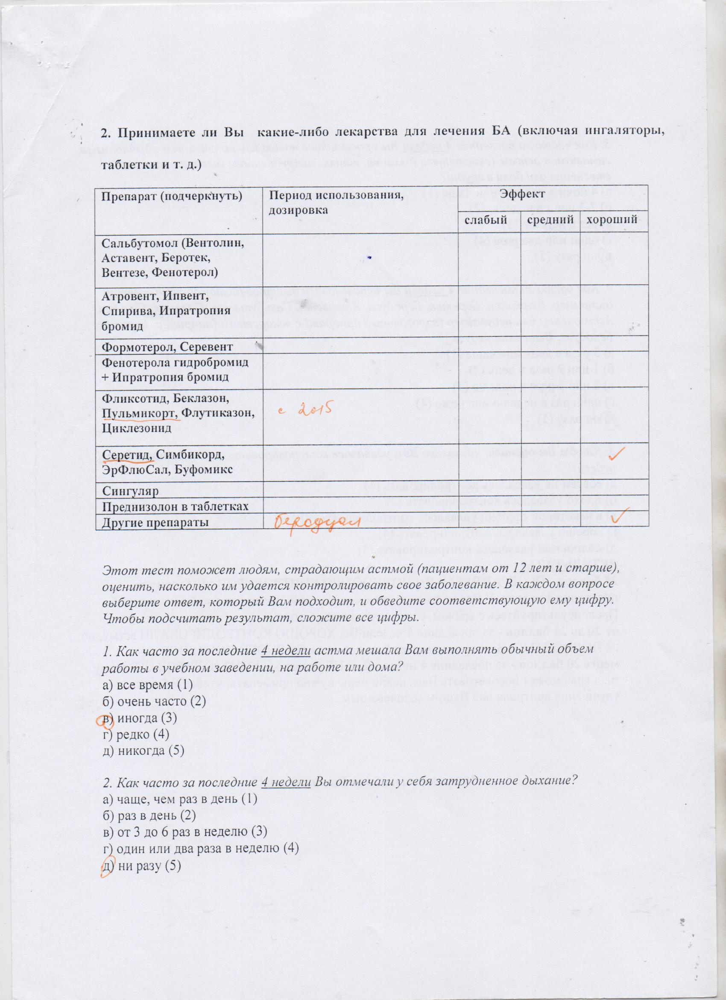 2. Принимаете ли Вы какие-либо лекарства для лечения БА (включая ингаляторы,
таблетки и т. д.)
Препарат (подчеркнуть)
Период использования,
дозировка
Эффект
слабый
средний
хороший
Сальбутомол (Вентолин,
Аставент, Беротек,
Вентезе, Фенотерол)
Атровент, Ипвент,
Спирива, Ипратропия
бромид
Формотерол, Серевент
Фенотерола гидробромид
+ Ипратропия бромид
Фликсотид, Беклазон,
Пульмикорт, Флутиказон,
Циклезонид
с 2015
Серетид, Симбикорд,
ЭрФлюСал, Буфомикс
✓
Сингуляр
Преднизолон в таблетках
Другие препараты
беродуал
✓
Этот тест поможет людям, страдающим астмой (пациентам от 12 лет и старше),
оценить, насколько им удается контролировать свое заболевание. В каждом вопросе
выберите ответ, который Вам подходит, и обведите соответствующую ему цифру.
Чтобы подсчитать результат, сложите все цифры.
1. Как часто за последние 4 недели астма мешала Вам выполнять обычный объем
работы в учебном заведении, на работе или дома?
а) все время (1)
б) очень часто (2)
в) иногда (3)
г) редко (4)
д) никогда (5)
2. Как часто за последние 4 недели Вы отмечали у себя затрудненное дыхание?
а) чаще, чем раз в день (1)
б) раз в день (2)
в) от 3 до 6 раз в неделю (3)
г) один или два раза в неделю (4)
д) ни разу (5)